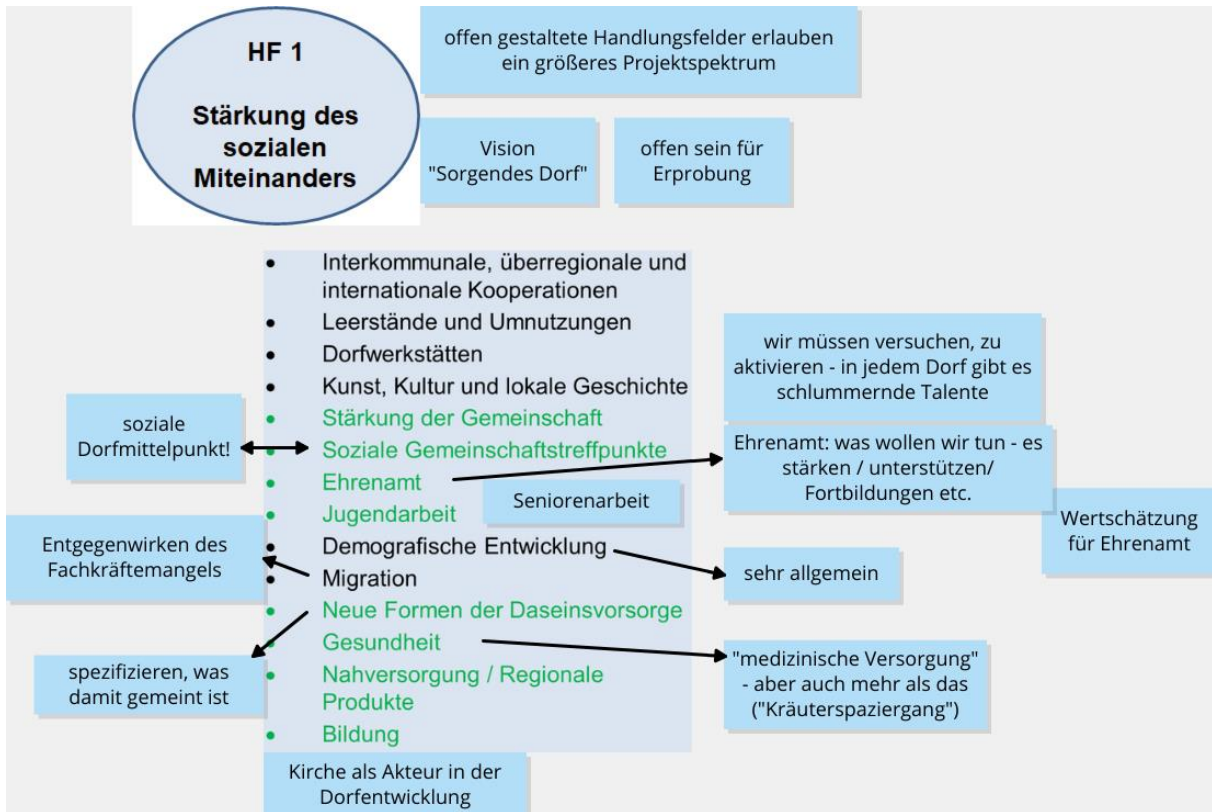 HF 1
Stärkung des
sozialen
Miteinanders
offen gestaltete Handlungsfelder erlauben
ein größeres Projektspektrum
Vision
"Sorgendes Dorf"
offen sein für
Erprobung
• Interkommunale, überregionale und
internationale Kooperationen
• Leerstände und Umnutzungen
• Dorfwerkstätten
• Kunst, Kultur und lokale Geschichte
• Stärkung der Gemeinschaft
• Soziale Gemeinschaftstreffpunkte
• Ehrenamt
• Jugendarbeit
• Demografische Entwicklung
• Migration
• Neue Formen der Daseinsvorsorge
• Gesundheit
• Nahversorgung / Regionale
Produkte
• Bildung
soziale
Dorfmittelpunkt!
Entgegenwirken des
Fachkräftemangels
spezifizieren, was
damit gemeint ist
Seniorenarbeit
wir müssen versuchen, zu
aktivieren - in jedem Dorf gibt es
schlummernde Talente
Ehrenamt: was wollen wir tun - es
stärken / unterstützen/
Fortbildungen etc.
Wertschätzung
für Ehrenamt
sehr allgemein
"medizinische Versorgung"
- aber auch mehr als das
("Kräuterspaziergang")
Kirche als Akteur in der
Dorfentwicklung